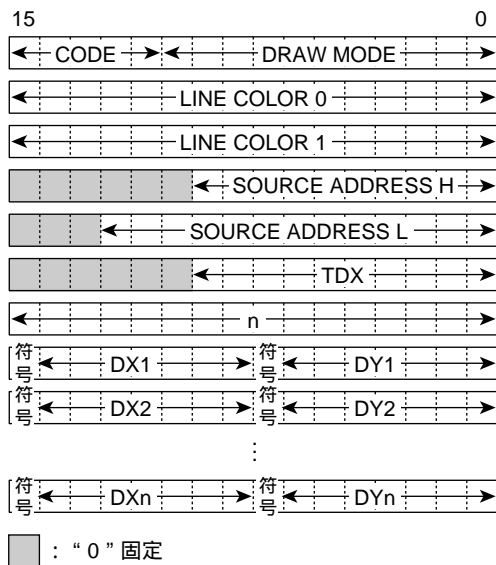 15 0
CODE DRAW MODE
LINE COLOR 0
LINE COLOR 1
SOURCE ADDRESS H
SOURCE ADDRESS L
TDX
n
符号 DX1 符号 DY1
符号 DX2 符号 DY2
⋮
符号 DXn 符号 DYn
: “ 0 ” 固定